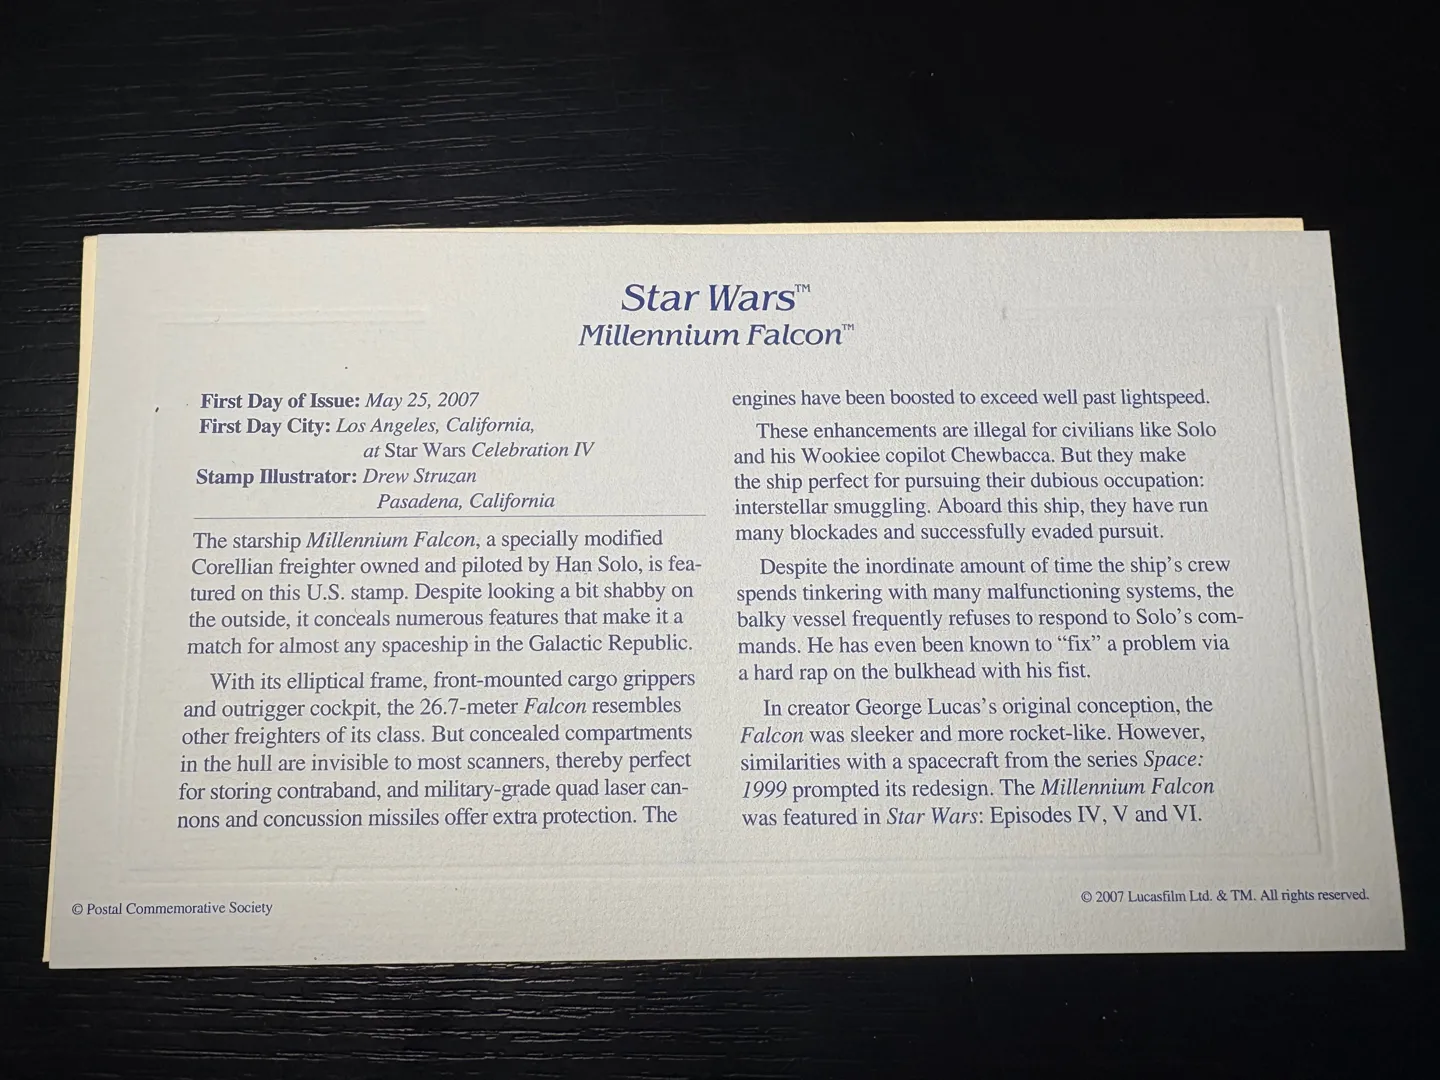 Star Wars™
Millennium Falcon™
First Day of Issue: May 25, 2007
First Day City: Los Angeles, California,
at Star Wars Celebration IV
Stamp Illustrator: Drew Struzan
Pasadena, California
The starship Millennium Falcon, a specially modified
Corellian freighter owned and piloted by Han Solo, is fea-
tured on this U.S. stamp. Despite looking a bit shabby on
the outside, it conceals numerous features that make it a
match for almost any spaceship in the Galactic Republic.
With its elliptical frame, front-mounted cargo grippers
and outrigger cockpit, the 26.7-meter Falcon resembles
other freighters of its class. But concealed compartments
in the hull are invisible to most scanners, thereby perfect
for storing contraband, and military-grade quad laser can-
nons and concussion missiles offer extra protection. The
engines have been boosted to exceed well past lightspeed.
These enhancements are illegal for civilians like Solo
and his Wookiee copilot Chewbacca. But they make
the ship perfect for pursuing their dubious occupation:
interstellar smuggling. Aboard this ship, they have run
many blockades and successfully evaded pursuit.
Despite the inordinate amount of time the ship's crew
spends tinkering with many malfunctioning systems, the
balky vessel frequently refuses to respond to Solo's com-
mands. He has even been known to "fix" a problem via
a hard rap on the bulkhead with his fist.
In creator George Lucas's original conception, the
Falcon was sleeker and more rocket-like. However,
similarities with a spacecraft from the series Space:
1999 prompted its redesign. The Millennium Falcon
was featured in Star Wars: Episodes IV, V and VI.
© Postal Commemorative Society
© 2007 Lucasfilm Ltd. & TM. All rights reserved.